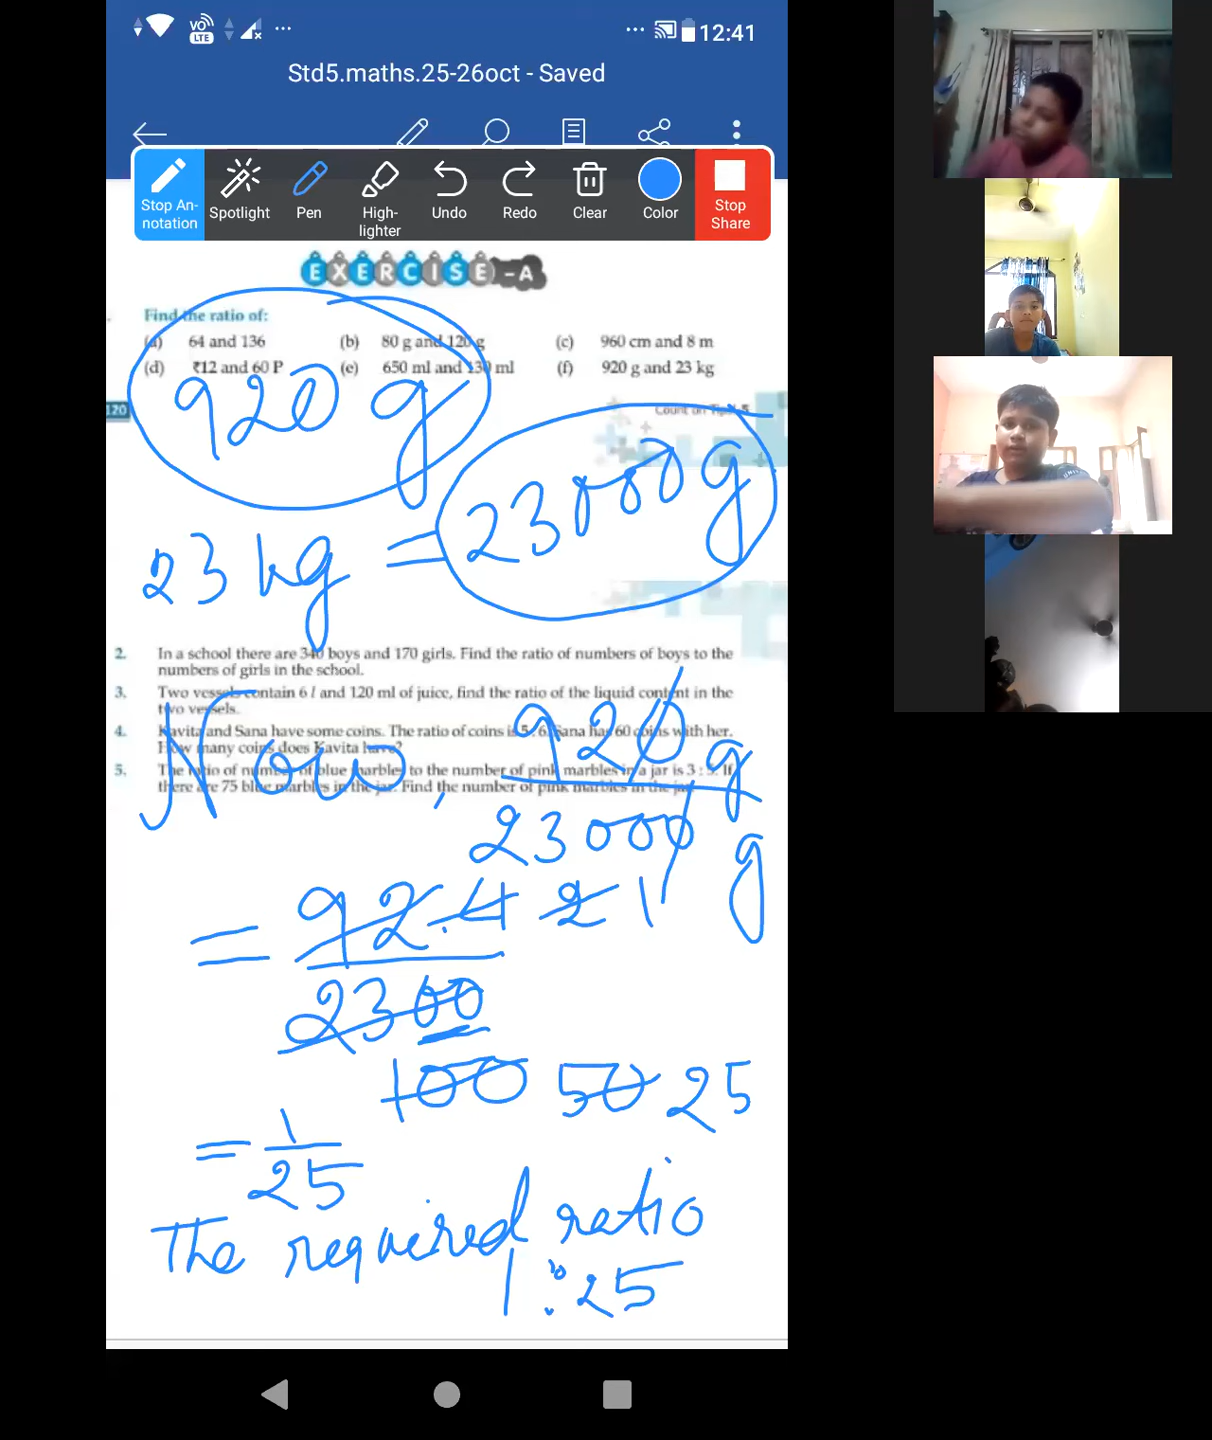 VO LTE 12:41
Std5.maths.25-26oct - Saved
Stop An-
notation
Spotlight
Pen
High-
lighter
Undo
Redo
Clear
Color
Stop
Share
EXERCISE-A
Find the ratio of:
(a) 64 and 136 (b) 80 g and 120 g (c) 960 cm and 8 m
(d) ₹12 and 60 P (e) 650 ml and 130 ml (f) 920 g and 23 kg
120
920 g
23 kg = 23000 g
2. In a school there are 340 boys and 170 girls. Find the ratio of numbers of boys to the
numbers of girls in the school.
3. Two vessels contain 6 l and 120 ml of juice, find the ratio of the liquid content in the
two vessels.
4. Kavita and Sana have some coins. The ratio of coins is 5:6. Sana has 60 coins with her.
How many coins does Kavita have?
5. The ratio of number of blue marbles to the number of pink marbles in a jar is 3 : 5. If
there are 75 blue marbles in the jar. Find the number of pink marbles in the jar.
Now, 920 g
23000 g
= 92 4 2 1
2300
100 50 25
= 1
25
The required ratio
1 : 25